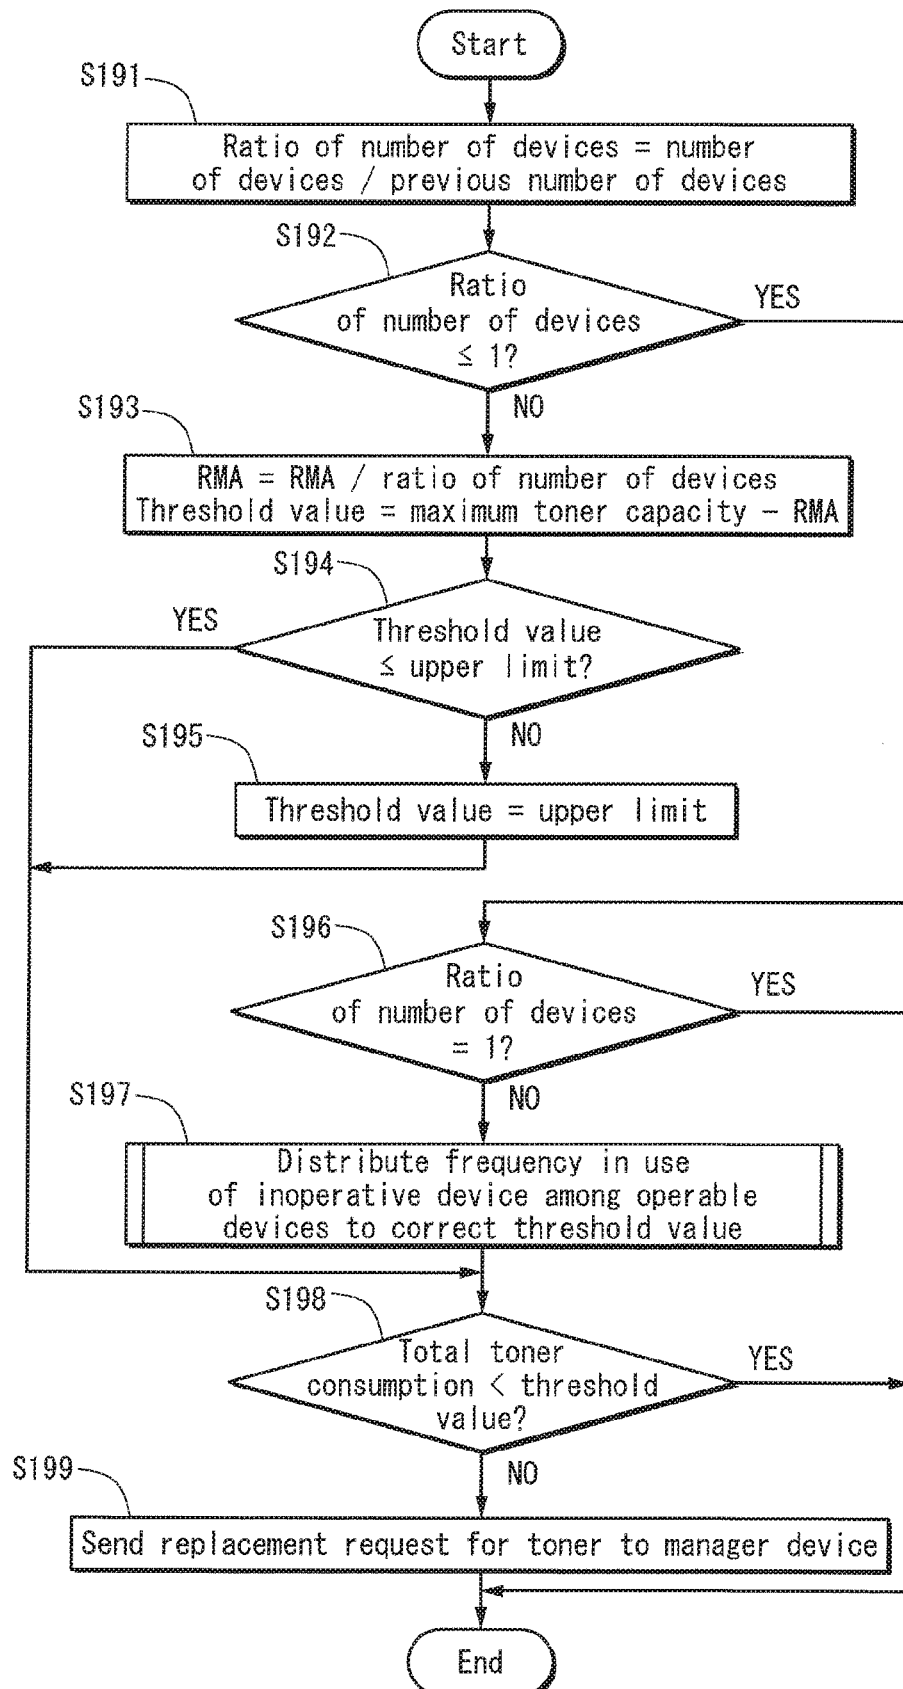 Start
S191
Ratio of number of devices = number
of devices / previous number of devices
S192
Ratio
of number of devices
≤ 1?
YES
NO
S193
RMA = RMA / ratio of number of devices
Threshold value = maximum toner capacity - RMA
S194
YES
Threshold value
≤ upper limit?
NO
S195
Threshold value = upper limit
S196
Ratio
of number of devices
= 1?
YES
NO
S197
Distribute frequency in use
of inoperative device among operable
devices to correct threshold value
S198
Total toner
consumption < threshold
value?
YES
NO
S199
Send replacement request for toner to manager device
End